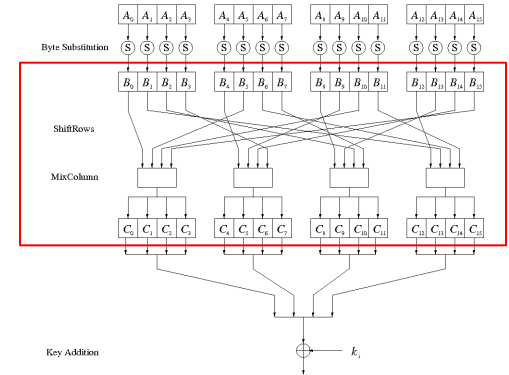 A0 A1 A2 A3 A4 A5 A6 A7 A8 A9 A10 A11 A12 A13 A14 A15
Byte Substitution S S S S S S S S S S S S S S S S
B0 B1 B2 B3 B4 B5 B6 B7 B8 B9 B10 B11 B12 B13 B14 B15
ShiftRows
MixColumn
C0 C1 C2 C3 C4 C5 C6 C7 C8 C9 C10 C11 C12 C13 C14 C15
Key Addition ki